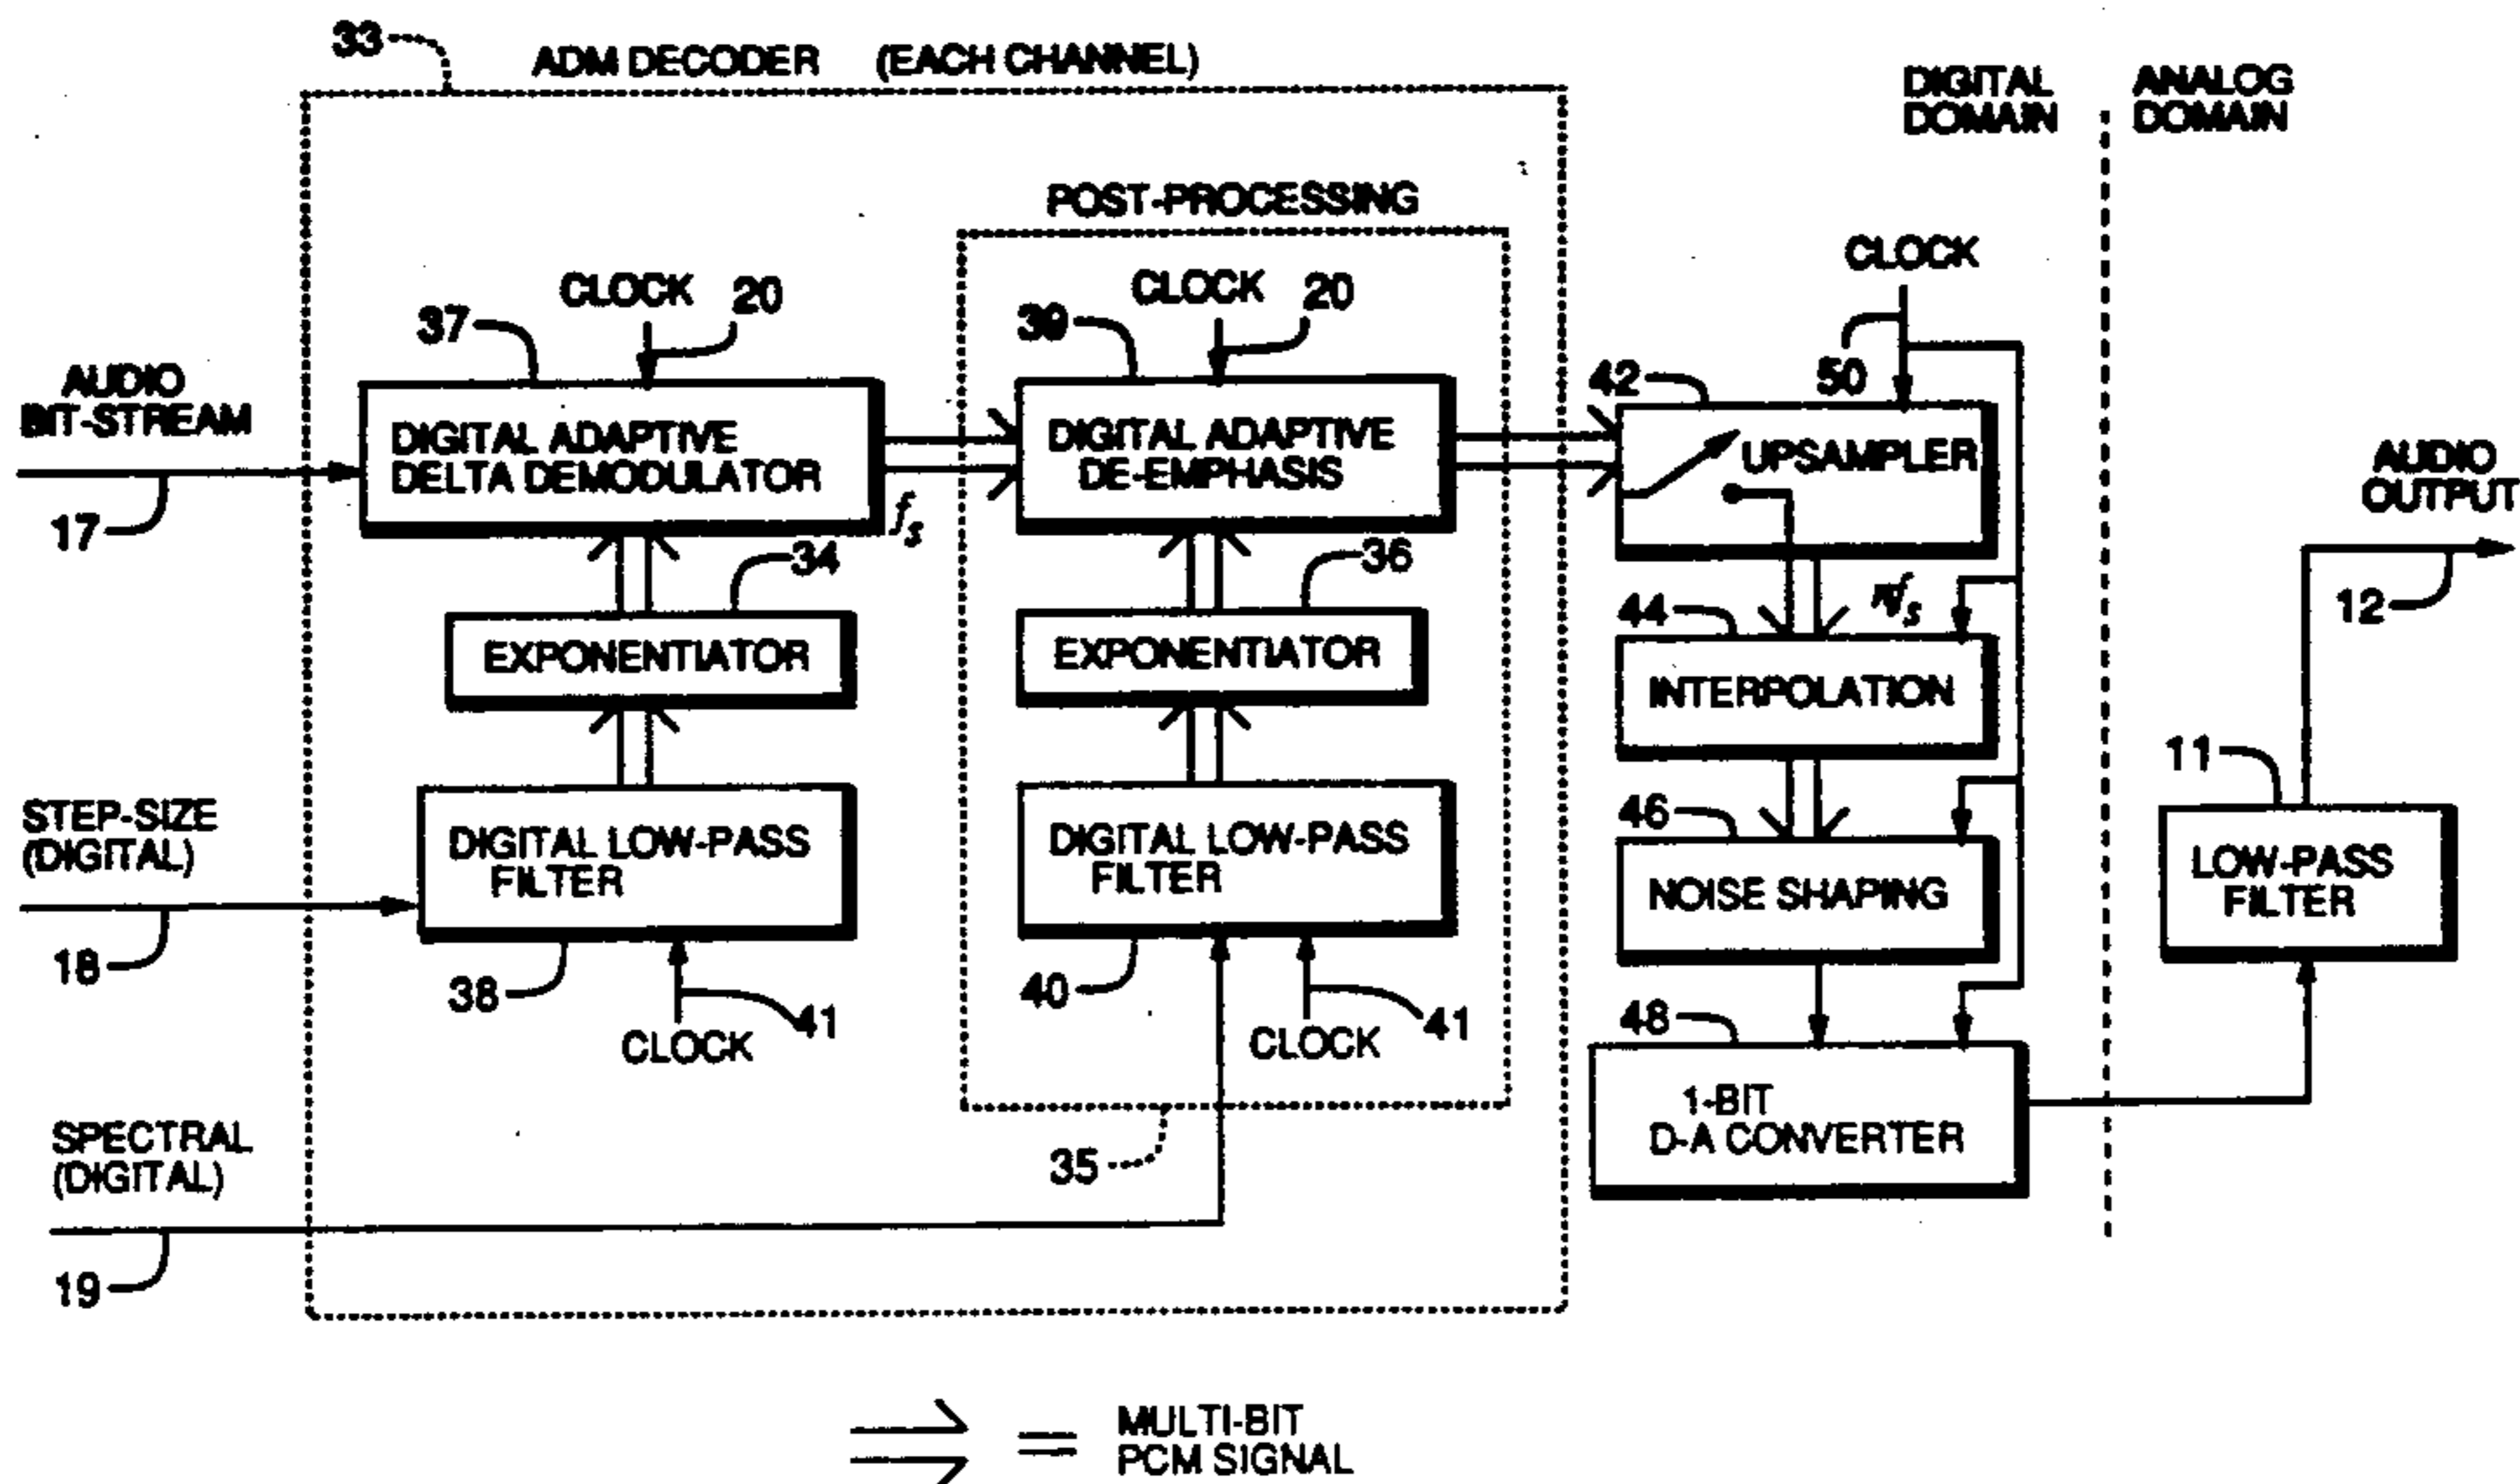 33
ADM DECODER (EACH CHANNEL)
DIGITAL DOMAIN
ANALOG DOMAIN
POST-PROCESSING
CLOCK
CLOCK 20
CLOCK 20
37
39
50
42
AUDIO
BIT-STREAM
17
DIGITAL ADAPTIVE
DELTA DEMODULATOR
fs
DIGITAL ADAPTIVE
DE-EMPHASIS
UPSAMPLER
AUDIO
OUTPUT
12
34
36
44
Nfs
EXPONENTIATOR
EXPONENTIATOR
INTERPOLATION
11
STEP-SIZE
(DIGITAL)
18
DIGITAL LOW-PASS
FILTER
DIGITAL LOW-PASS
FILTER
46
NOISE SHAPING
LOW-PASS
FILTER
38
41
CLOCK
40
41
CLOCK
48
1-BIT
D-A CONVERTER
SPECTRAL
(DIGITAL)
19
35
= MULTI-BIT
PCM SIGNAL